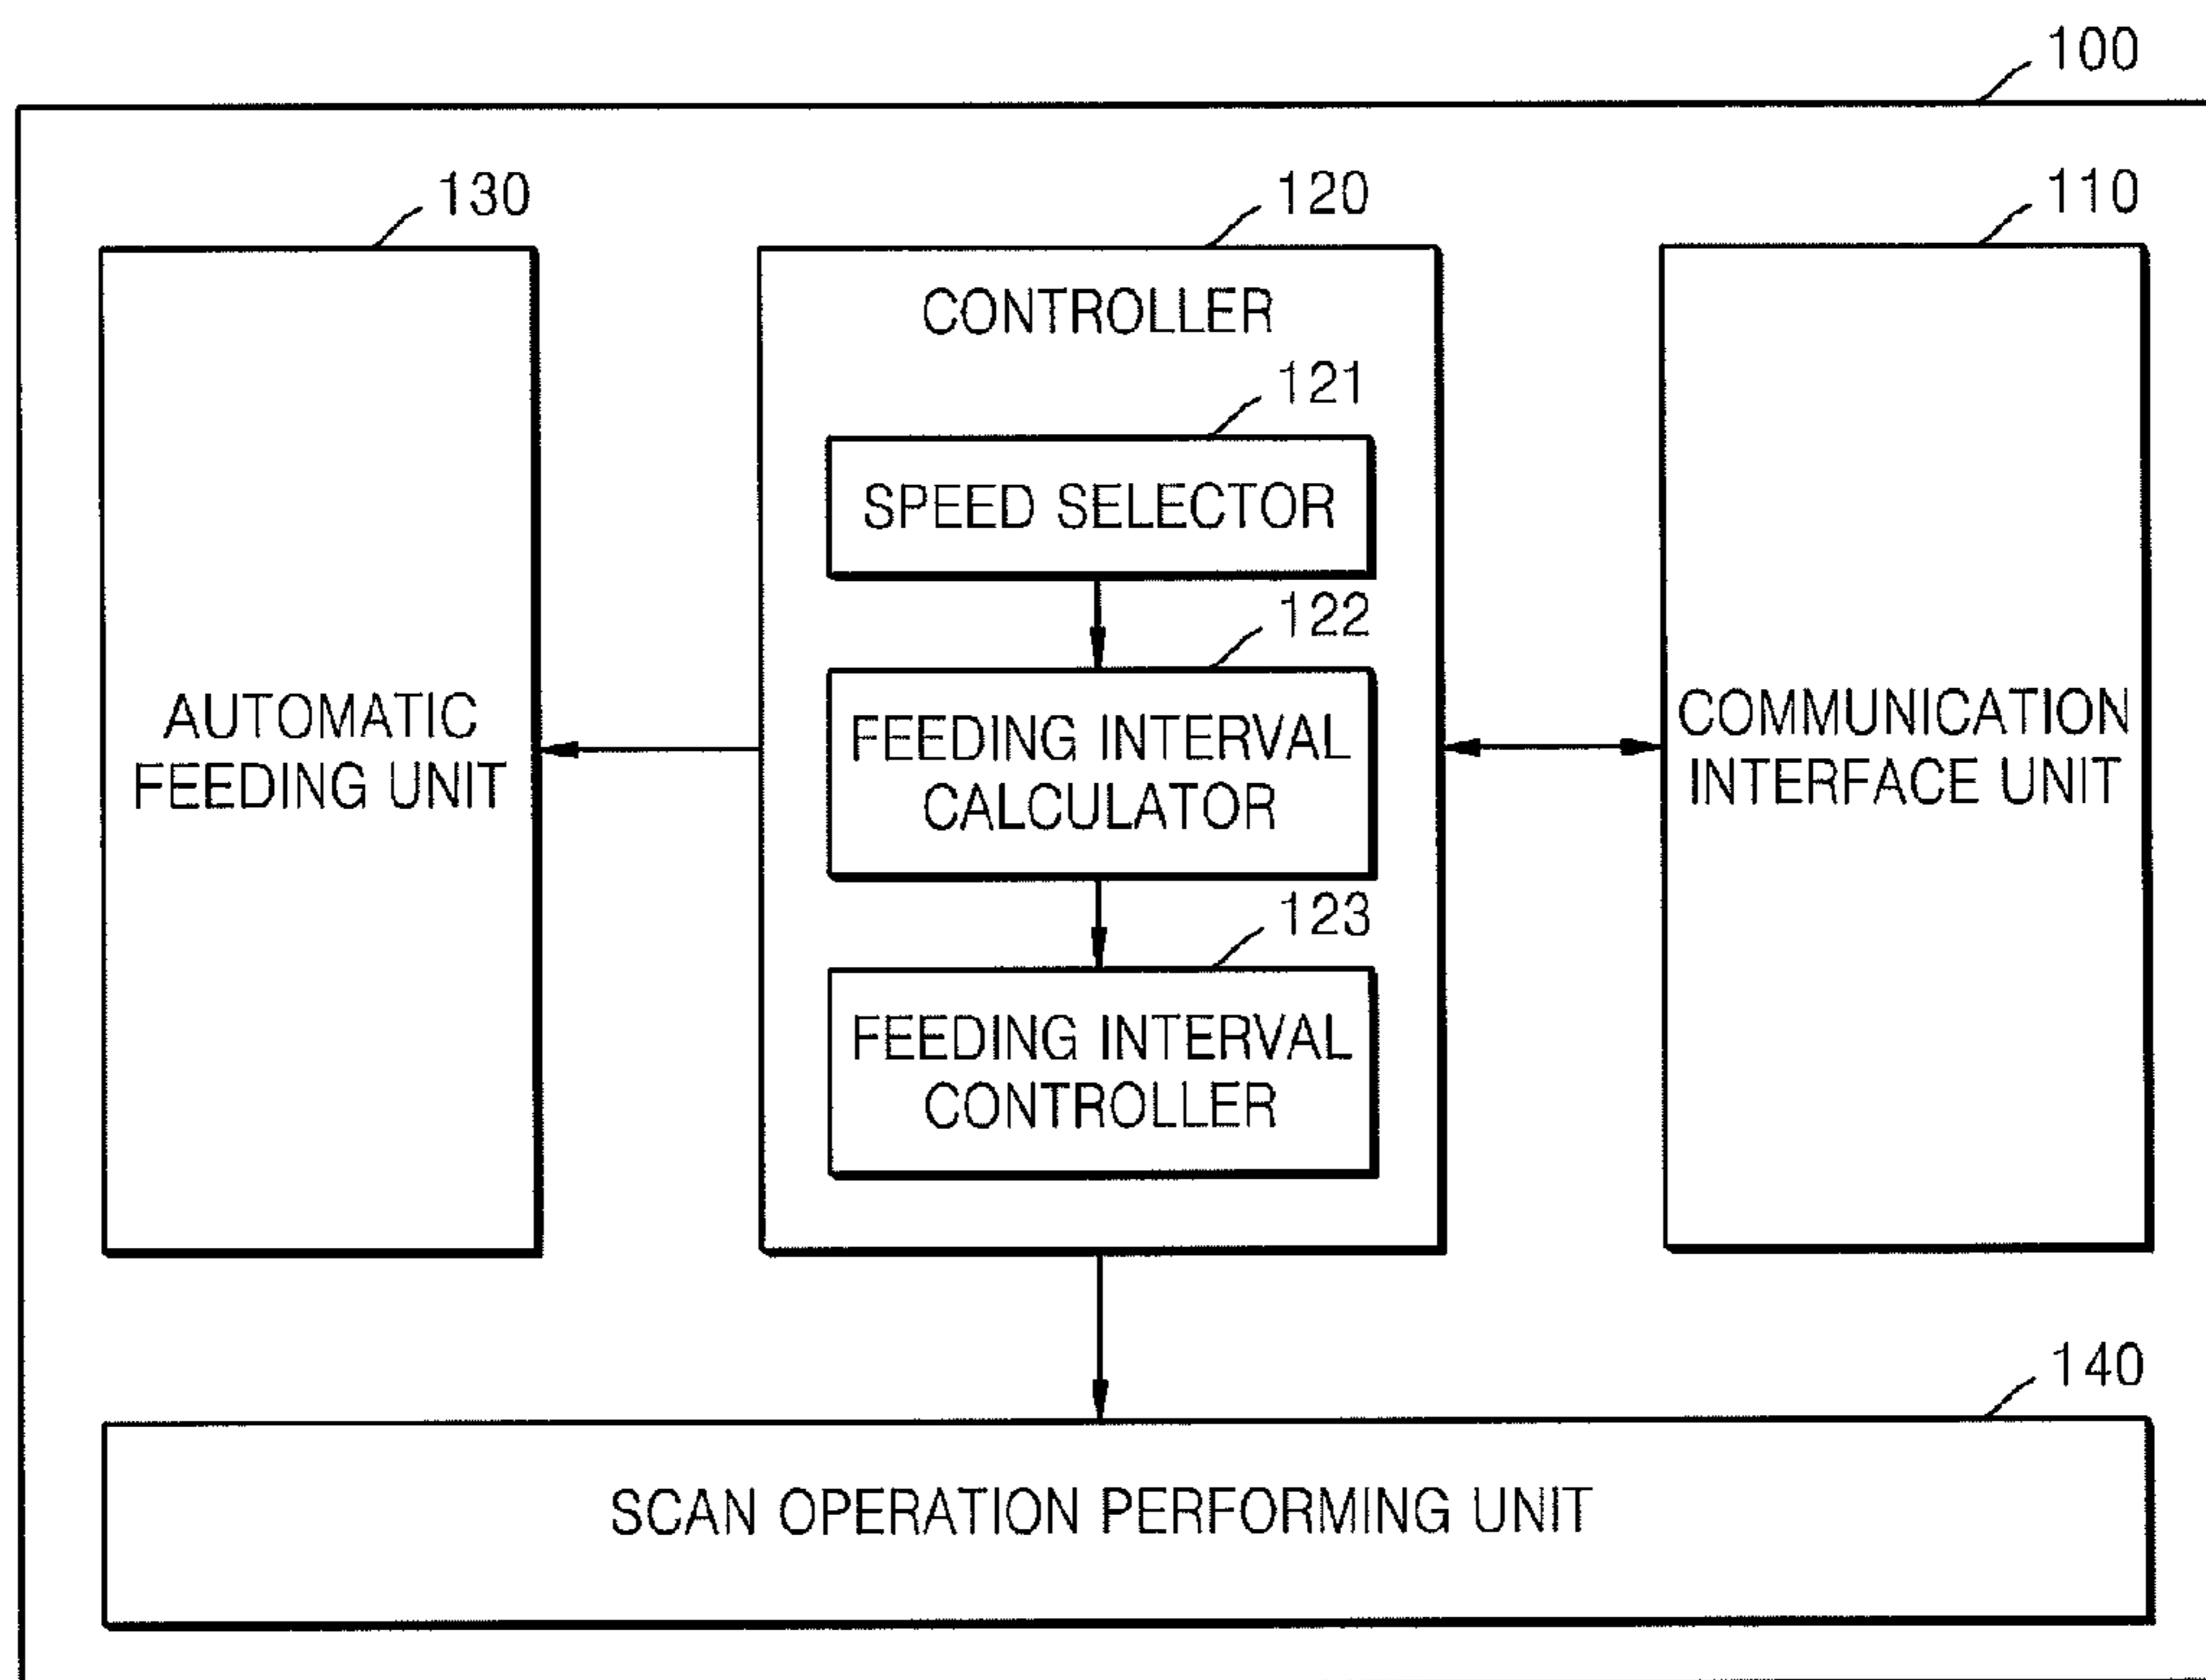 100
130
120
110
CONTROLLER
121
SPEED SELECTOR
122
AUTOMATIC
FEEDING UNIT
FEEDING INTERVAL
CALCULATOR
COMMUNICATION
INTERFACE UNIT
123
FEEDING INTERVAL
CONTROLLER
140
SCAN OPERATION PERFORMING UNIT